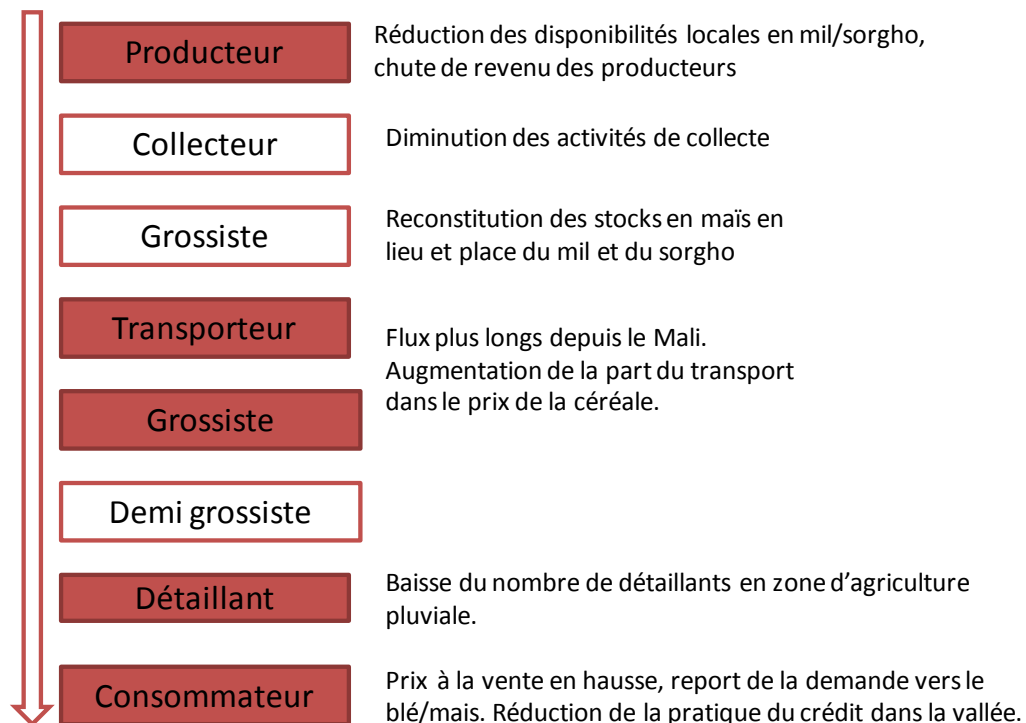 Producteur
Réduction des disponibilités locales en mil/sorgho,
chute de revenu des producteurs
Collecteur
Diminution des activités de collecte
Grossiste
Reconstitution des stocks en maïs en
lieu et place du mil et du sorgho
Transporteur
Flux plus longs depuis le Mali.
Augmentation de la part du transport
dans le prix de la céréale.
Grossiste
Demi grossiste
Détaillant
Baisse du nombre de détaillants en zone d’agriculture
pluviale.
Consommateur
Prix à la vente en hausse, report de la demande vers le
blé/mais. Réduction de la pratique du crédit dans la vallée.